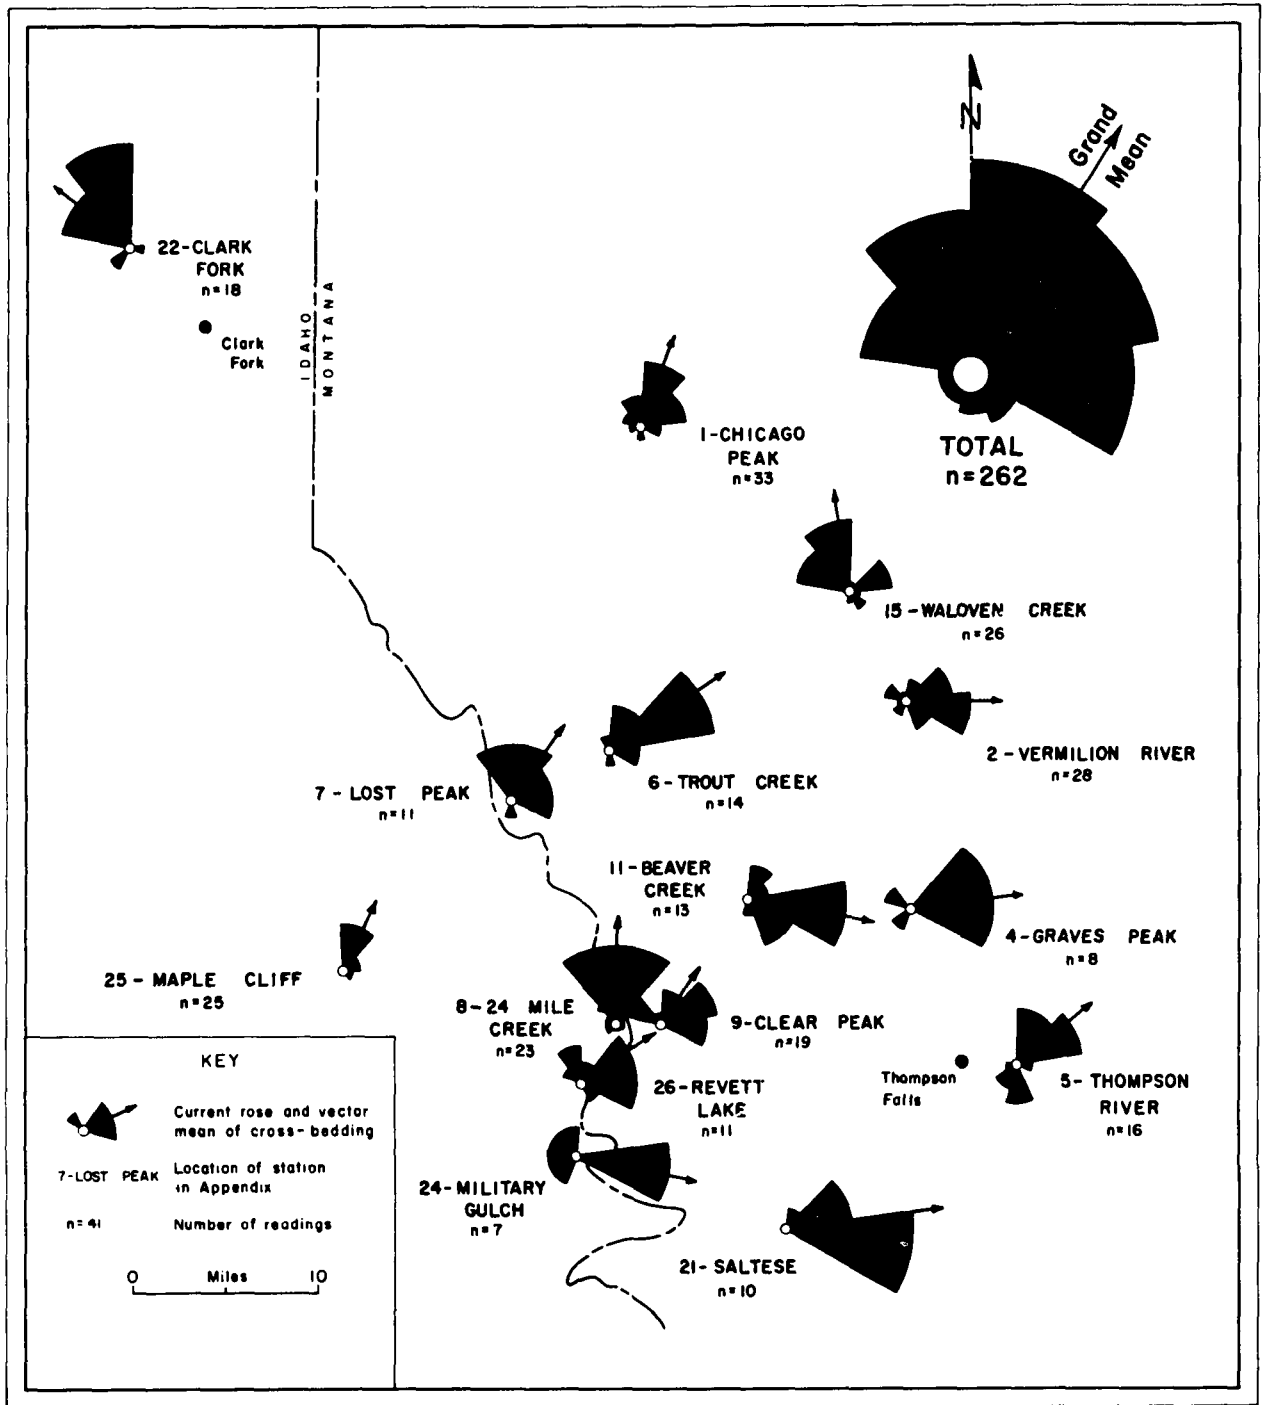 N
Grand
Mean
22-CLARK
FORK
n=18
Clark
Fork
IDAHO
MONTANA
1-CHICAGO
PEAK
n=33
TOTAL
n=262
15-WALOVEN CREEK
n=26
2-VERMILION RIVER
n=28
6-TROUT CREEK
n=14
7-LOST PEAK
n=11
11-BEAVER
CREEK
n=13
4-GRAVES PEAK
n=8
25-MAPLE CLIFF
n=25
8-24 MILE
CREEK
n=23
9-CLEAR PEAK
n=19
26-REVETT
LAKE
n=11
Thompson
Falls
5-THOMPSON
RIVER
n=16
24-MILITARY
GULCH
n=7
21-SALTESE
n=10
KEY
Current rose and vector
mean of cross-bedding
7-LOST PEAK
Location of station
in Appendix
n=41
Number of readings
0 Miles 10